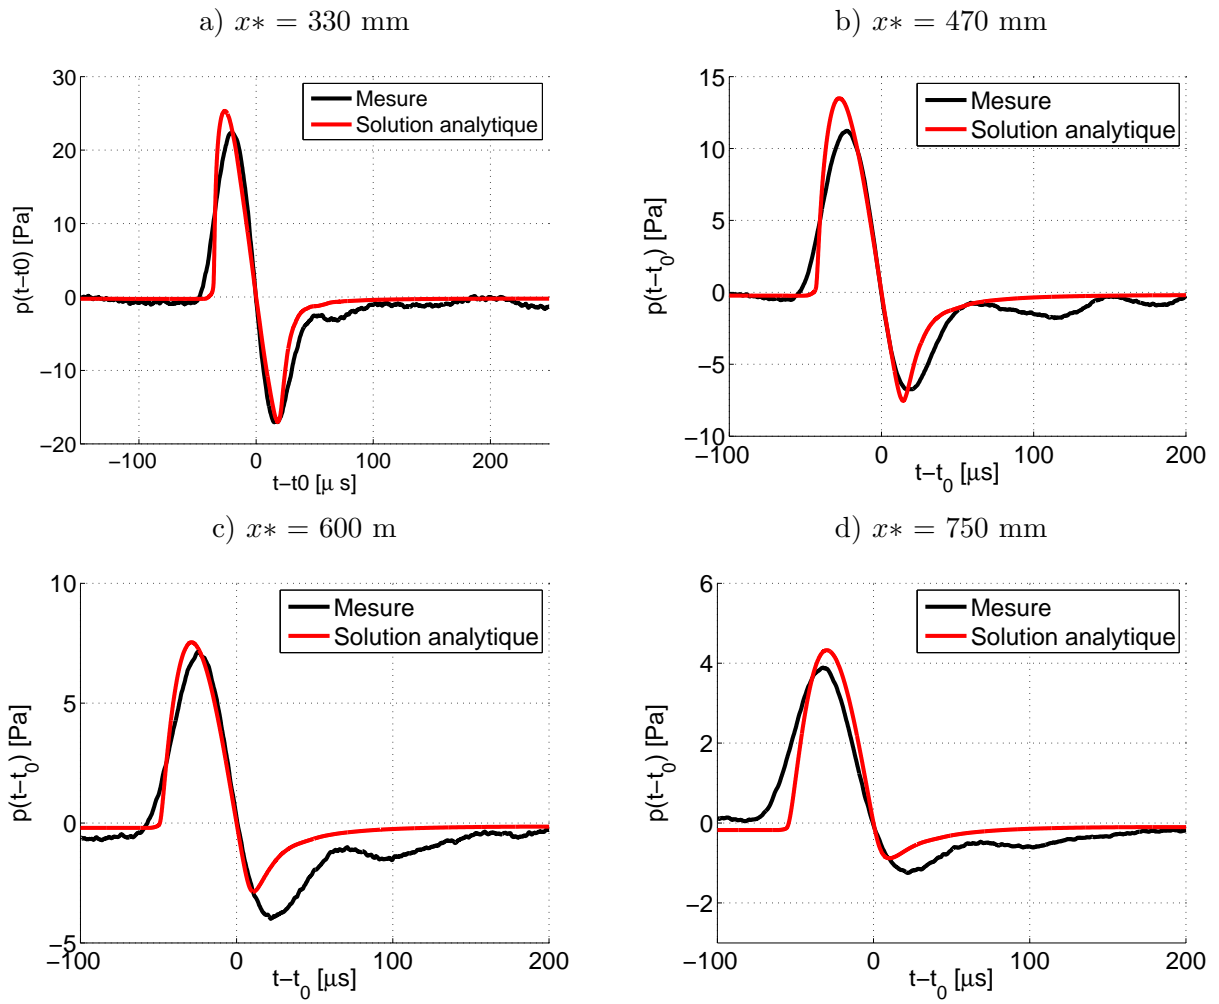 a) x∗ = 330 mm
30
20
10
0
−10
−20
−100
0
100
200
p(t−t0) [Pa]
t−t0 [μ s]
Mesure
Solution analytique
b) x∗ = 470 mm
15
10
5
0
−5
−10
−100
0
100
200
p(t−t0) [Pa]
t−t0 [μs]
Mesure
Solution analytique
c) x∗ = 600 m
10
5
0
−5
−100
0
100
200
p(t−t0) [Pa]
t−t0 [μs]
Mesure
Solution analytique
d) x∗ = 750 mm
6
4
2
0
−2
−100
0
100
200
p(t−t0) [Pa]
t−t0 [μs]
Mesure
Solution analytique